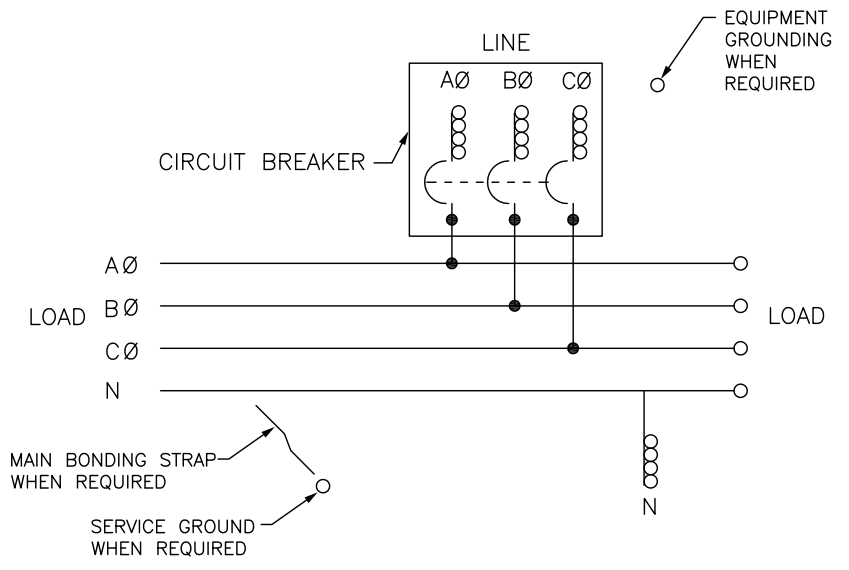 EQUIPMENT
GROUNDING
WHEN
REQUIRED
LINE
AØ BØ CØ
CIRCUIT BREAKER
AØ
BØ
LOAD
LOAD
CØ
N
MAIN BONDING STRAP
WHEN REQUIRED
N
SERVICE GROUND
WHEN REQUIRED